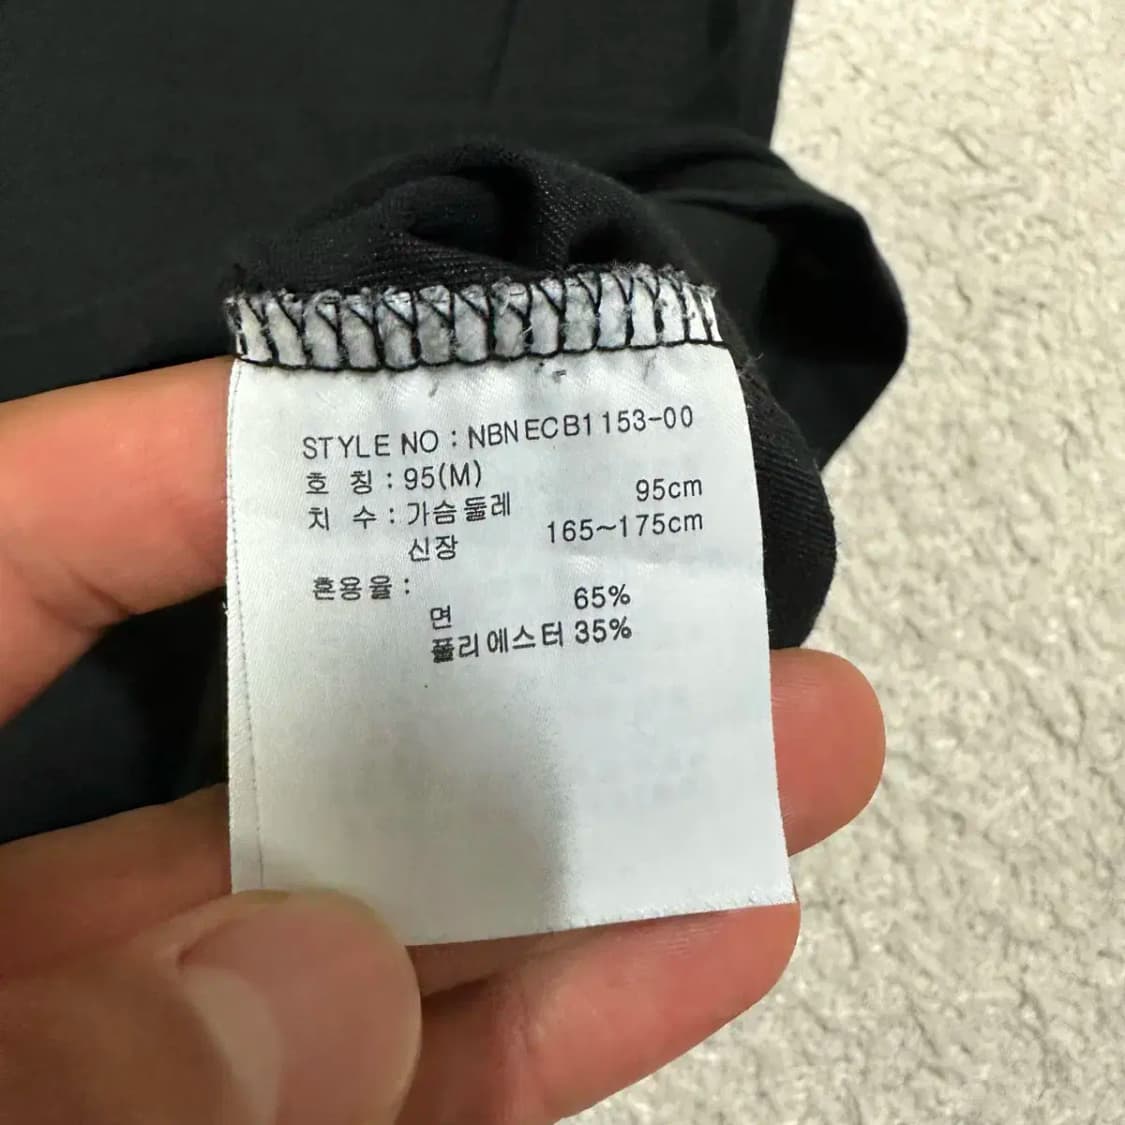 STYLE NO : NBNECB1153-00
호 칭 : 95(M)
치 수 : 가슴둘레 95cm
신장 165~175cm
혼용율 :
면 65%
폴리에스터 35%